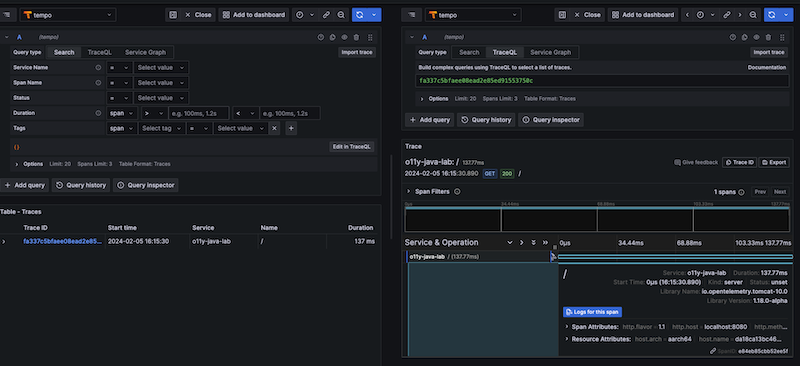 tempo
Close
Add to dashboard
A
(tempo)
Query type
Search
TraceQL
Service Graph
Import trace
Service Name
=
Select value
Span Name
=
Select value
Status
=
Select value
Duration
span
>
e.g. 100ms, 1.2s
<
e.g. 100ms, 1.2s
Tags
span
Select tag
=
Select value
{}
Edit in TraceQL
Options Limit: 20 Spans Limit: 3 Table Format: Traces
+ Add query
Query history
Query inspector
Table - Traces
Trace ID Start time Service Name Duration
fa337c5bfaee08ead2e85... 2024-02-05 16:15:30 o11y-java-lab / 137 ms
tempo
Close
Add to dashboard
A
(tempo)
Query type
Search
TraceQL
Service Graph
Import trace
Build complex queries using TraceQL to select a list of traces.
Documentation
fa337c5bfaee08ead2e85ed91553750c
Options Limit: 20 Spans Limit: 3 Table Format: Traces
+ Add query
Query history
Query inspector
Trace
o11y-java-lab: / 137.77ms
Give feedback
Trace ID
Export
2024-02-05 16:15:30.890 GET 200 /
Span Filters
1 spans
Prev
Next
0µs 34.44ms 68.88ms 103.33ms 137.77ms
Service & Operation
0µs 34.44ms 68.88ms 103.33ms 137.77ms
o11y-java-lab / (137.77ms)
/
Service: o11y-java-lab Duration: 137.77ms
Start Time: 0µs (16:15:30.890) Kind: server Status: unset
Library Name: io.opentelemetry.tomcat-10.0
Library Version: 1.18.0-alpha
Logs for this span
Span Attributes: http.flavor = 1.1 http.host = localhost:8080 http.meth...
Resource Attributes: host.arch = aarch64 host.name = da18ca13bc46...
SpanID: e84eb85cbb52ee5f